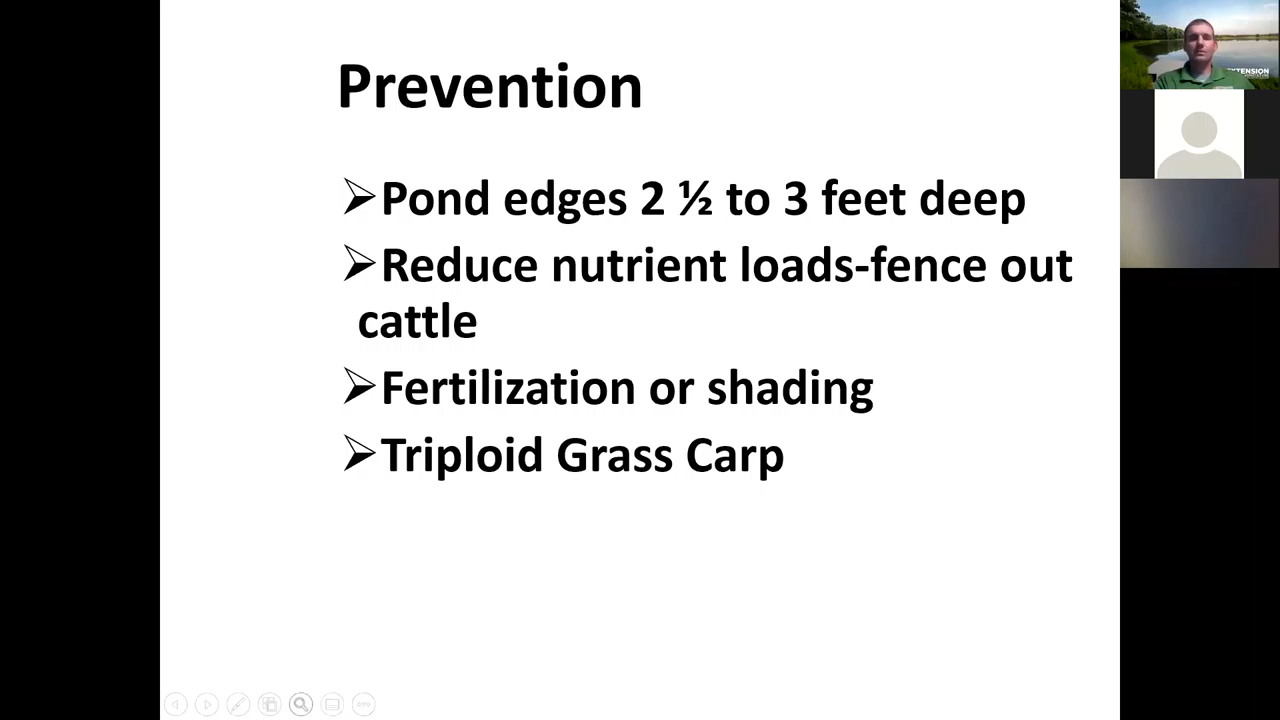 Prevention
➢Pond edges 2 ½ to 3 feet deep
➢Reduce nutrient loads-fence out
cattle
➢Fertilization or shading
➢Triploid Grass Carp
EXTENSION